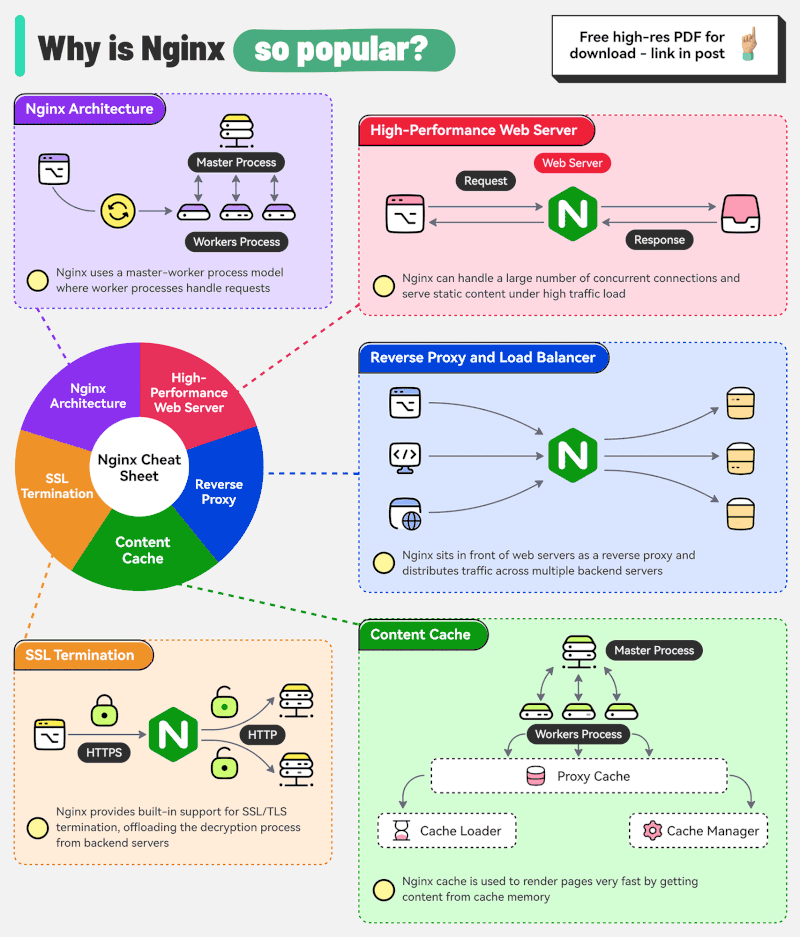 Why is Nginx so popular?
Free high-res PDF for
download - link in post
Nginx Architecture
Master Process
Workers Process
Nginx uses a master-worker process model
where worker processes handle requests
High-Performance Web Server
Web Server
Request
N
Response
Nginx can handle a large number of concurrent connections and
serve static content under high traffic load
Nginx
Architecture
High-
Performance
Web Server
Nginx Cheat
Sheet
SSL
Termination
Reverse
Proxy
Content
Cache
Reverse Proxy and Load Balancer
</>
N
Nginx sits in front of web servers as a reverse proxy and
distributes traffic across multiple backend servers
SSL Termination
N
HTTPS
HTTP
Nginx provides built-in support for SSL/TLS
termination, offloading the decryption process
from backend servers
Content Cache
Master Process
Workers Process
Proxy Cache
Cache Loader
Cache Manager
Nginx cache is used to render pages very fast by getting
content from cache memory